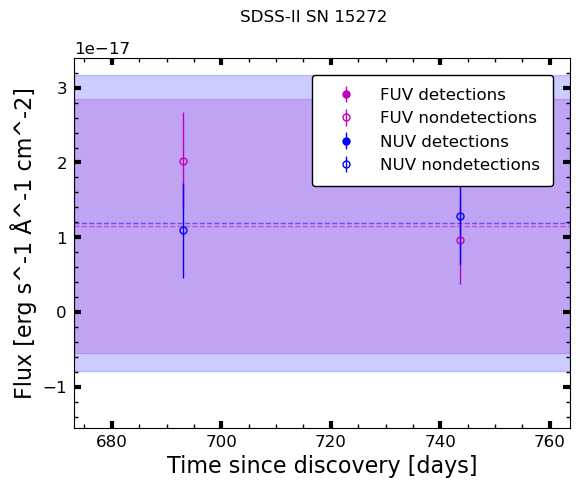 SDSS-II SN 15272
1e−17
FUV detections
FUV nondetections
NUV detections
NUV nondetections
3
2
1
0
−1
Flux [erg s^-1 Å^-1 cm^-2]
680 700 720 740 760
Time since discovery [days]